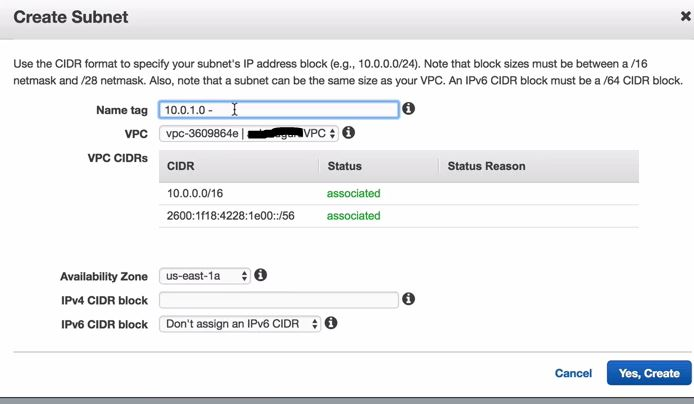 Create Subnet
Use the CIDR format to specify your subnet's IP address block (e.g., 10.0.0.0/24). Note that block sizes must be between a /16
netmask and /28 netmask. Also, note that a subnet can be the same size as your VPC. An IPv6 CIDR block must be a /64 CIDR block.
Name tag 10.0.1.0 -
VPC vpc-3609864e | VPC
VPC CIDRs
CIDR Status Status Reason
10.0.0.0/16 associated
2600:1f18:4228:1e00::/56 associated
Availability Zone us-east-1a
IPv4 CIDR block
IPv6 CIDR block Don't assign an IPv6 CIDR
Cancel Yes, Create